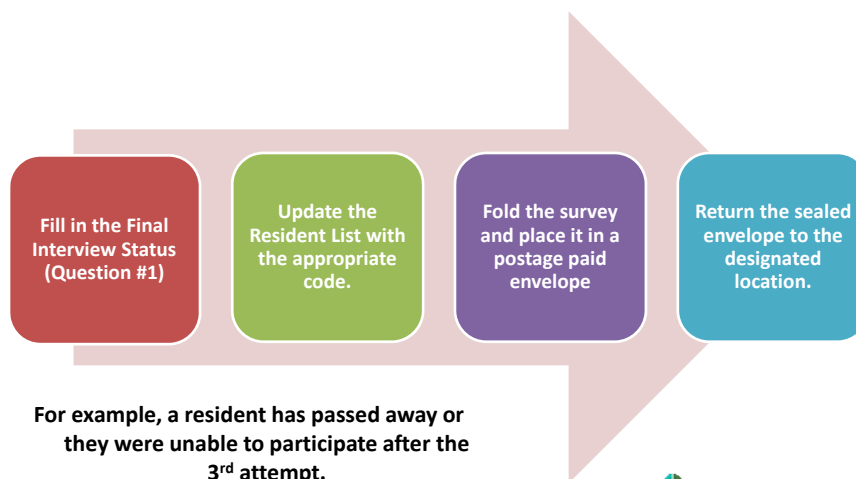 Fill in the Final
Interview Status
(Question #1)
Update the
Resident List with
the appropriate
code.
Fold the survey
and place it in a
postage paid
envelope
Return the sealed
envelope to the
designated
location.
For example, a resident has passed away or
they were unable to participate after the
3rd attempt.